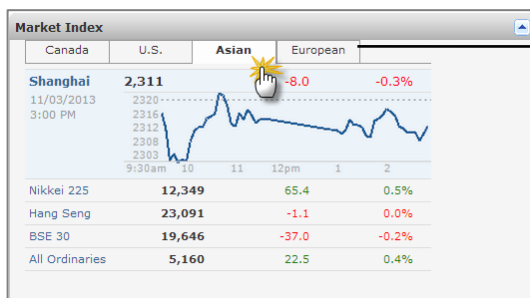 Market Index
Canada U.S. Asian European
Shanghai 2,311 -8.0 -0.3%
11/03/2013
3:00 PM
2320
2316
2312
2308
2303
9:30am 10 11 12pm 1 2
Nikkei 225 12,349 65.4 0.5%
Hang Seng 23,091 -1.1 0.0%
BSE 30 19,646 -37.0 -0.2%
All Ordinaries 5,160 22.5 0.4%